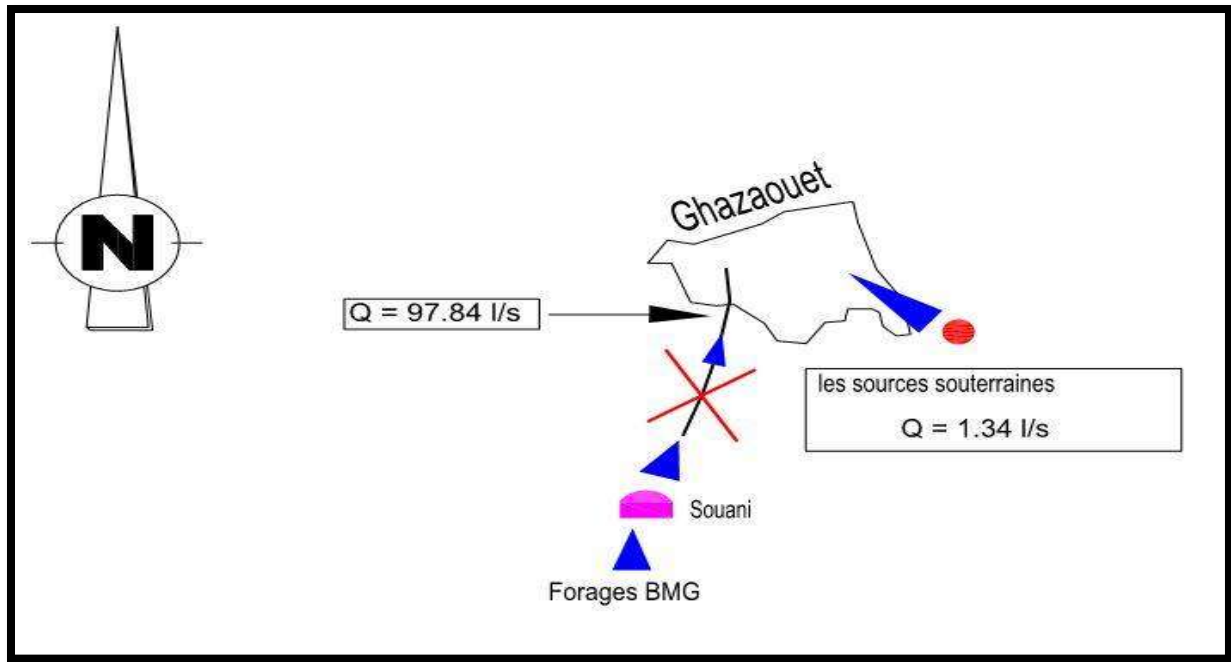 N
Ghazaouet
Q = 97.84 l/s
les sources souterraines
Q = 1.34 l/s
Souani
Forages BMG